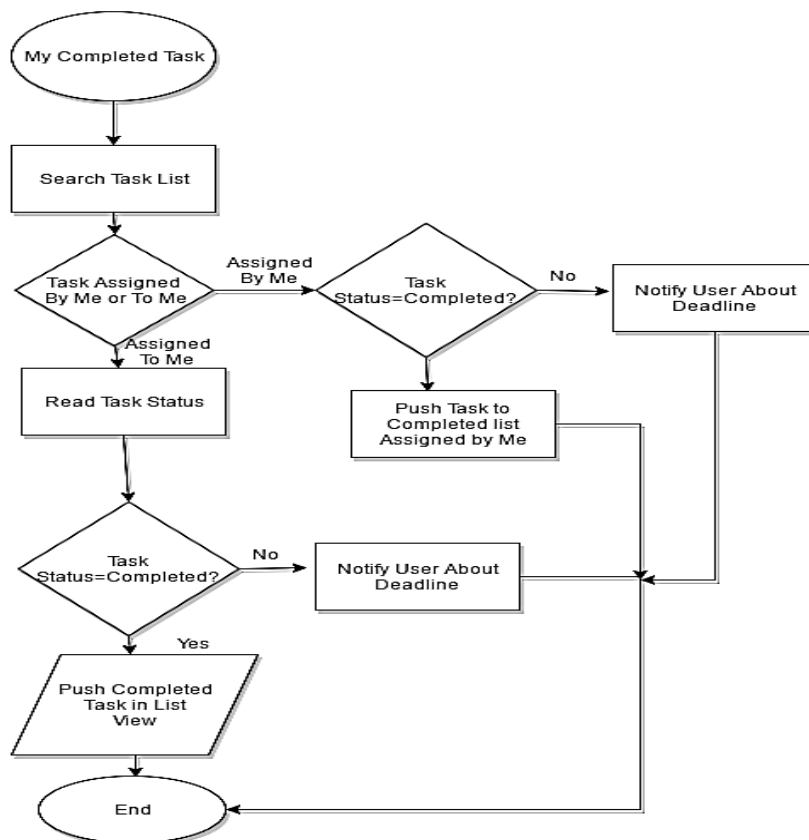 My Completed Task
Search Task List
Task Assigned
By Me or To Me
Assigned
By Me
Task
Status=Completed?
No
Notify User About
Deadline
Assigned
To Me
Read Task Status
Push Task to
Completed list
Assigned by Me
Task
Status=Completed?
No
Notify User About
Deadline
Yes
Push Completed
Task in List
View
End